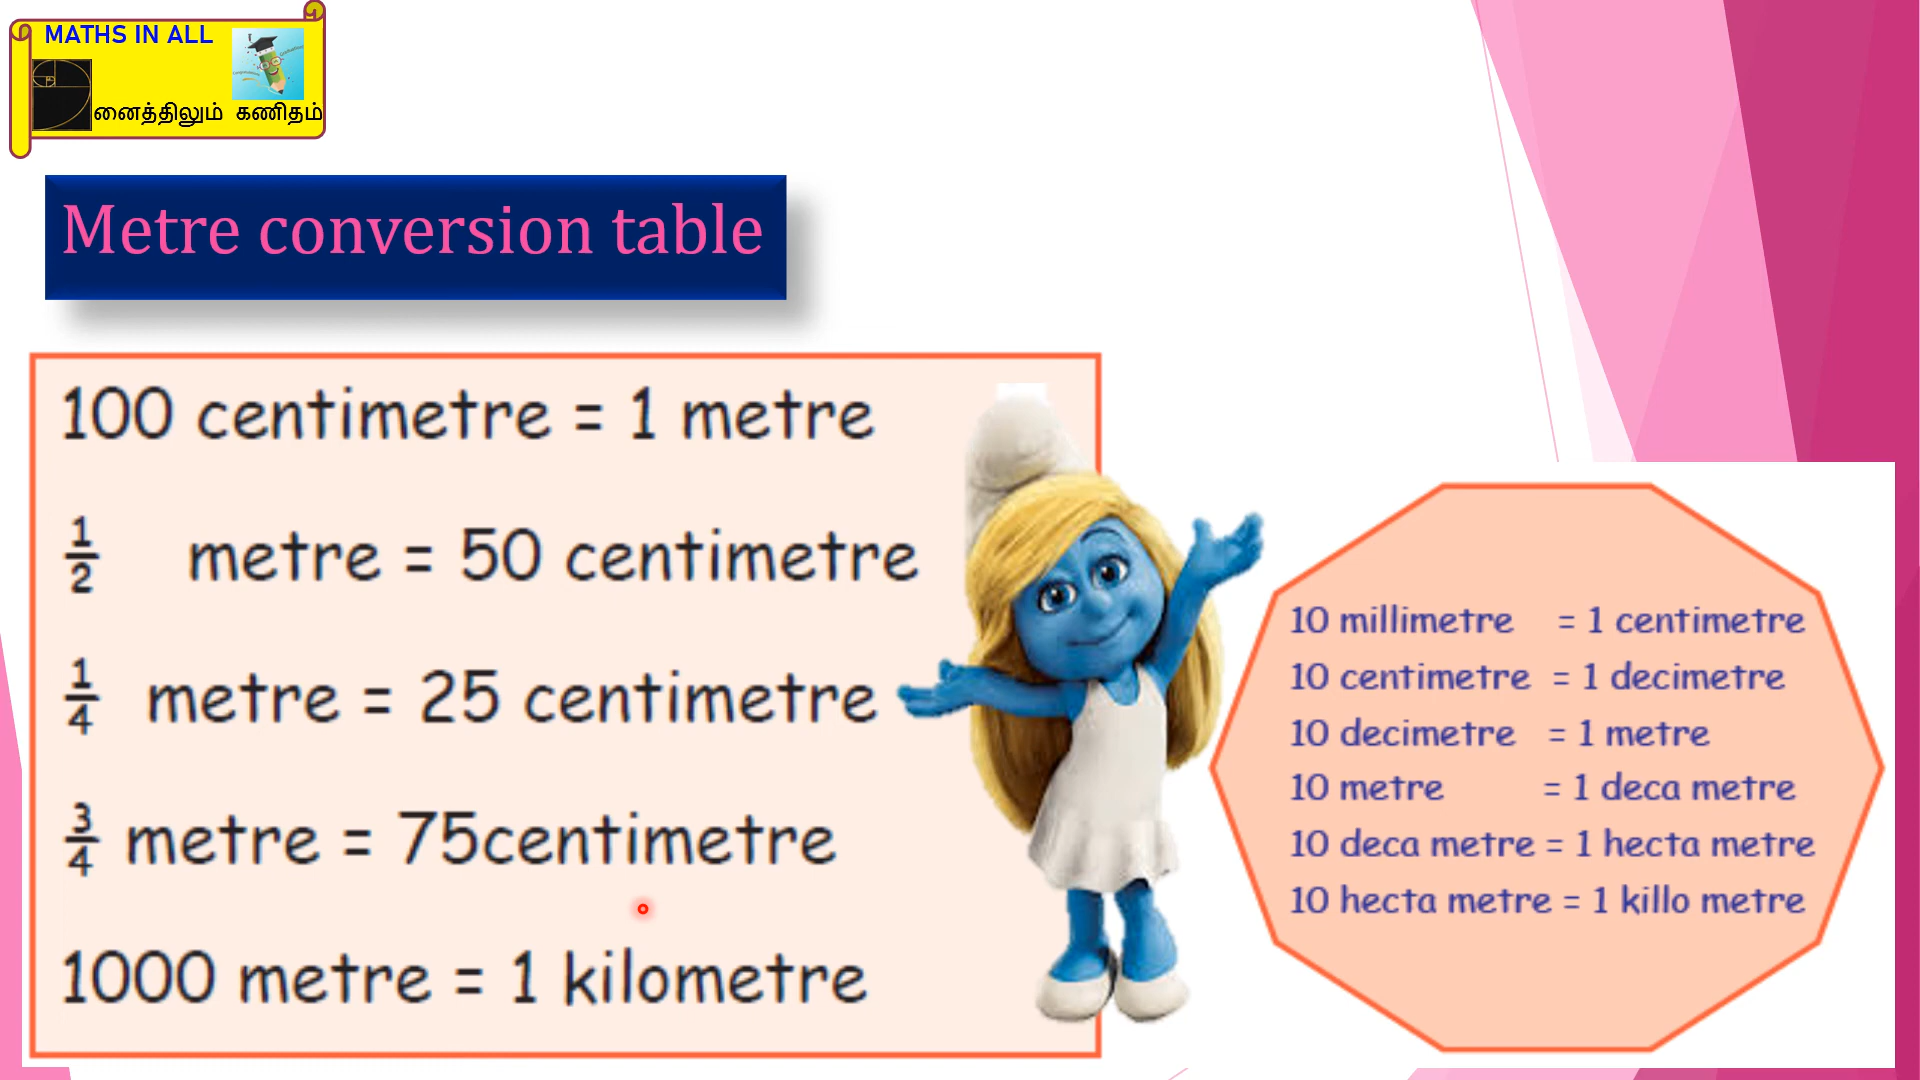 MATHS IN ALL
னைத்திலும் கணிதம்
Metre conversion table
100 centimetre = 1 metre
1/2 metre = 50 centimetre
1/4 metre = 25 centimetre
3/4 metre = 75centimetre
1000 metre = 1 kilometre
10 millimetre = 1 centimetre
10 centimetre = 1 decimetre
10 decimetre = 1 metre
10 metre = 1 deca metre
10 deca metre = 1 hecta metre
10 hecta metre = 1 killo metre